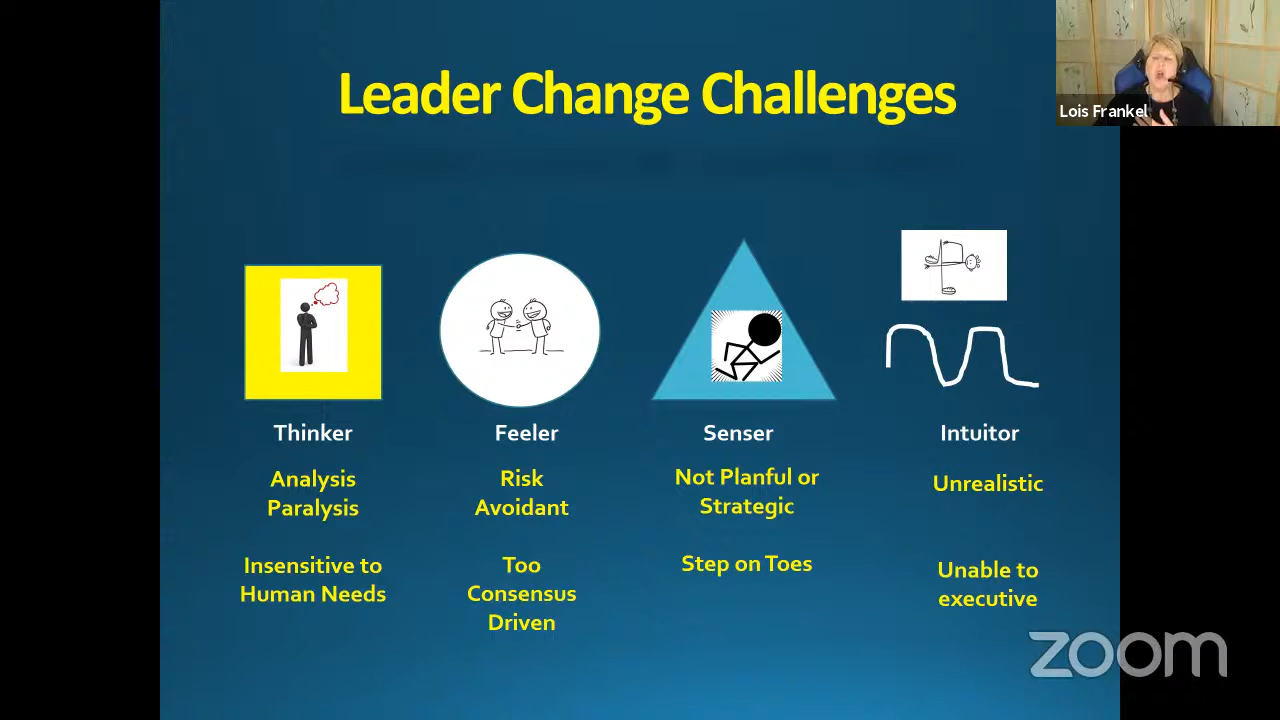 Leader Change Challenges
Lois Frankel
Thinker
Analysis
Paralysis
Insensitive to
Human Needs
Feeler
Risk
Avoidant
Too
Consensus
Driven
Senser
Not Planful or
Strategic
Step on Toes
Intuitor
Unrealistic
Unable to
executive
zoom